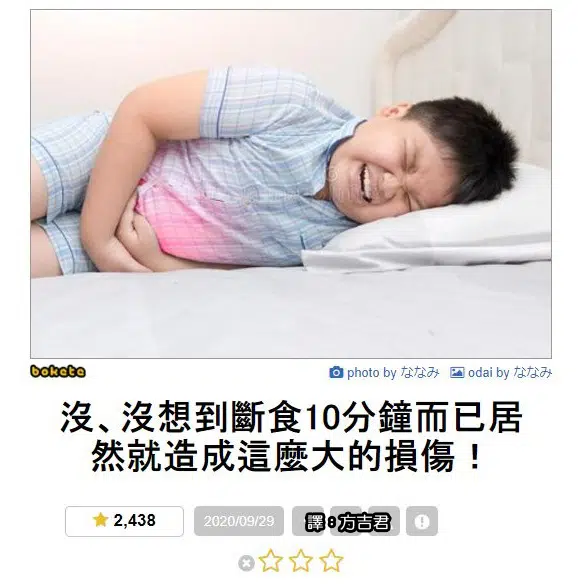 bokete
photo by ななみ odai by ななみ
沒、沒想到斷食10分鐘而已居
然就造成這麼大的損傷！
2,438 2020/09/29 譯8方吉君